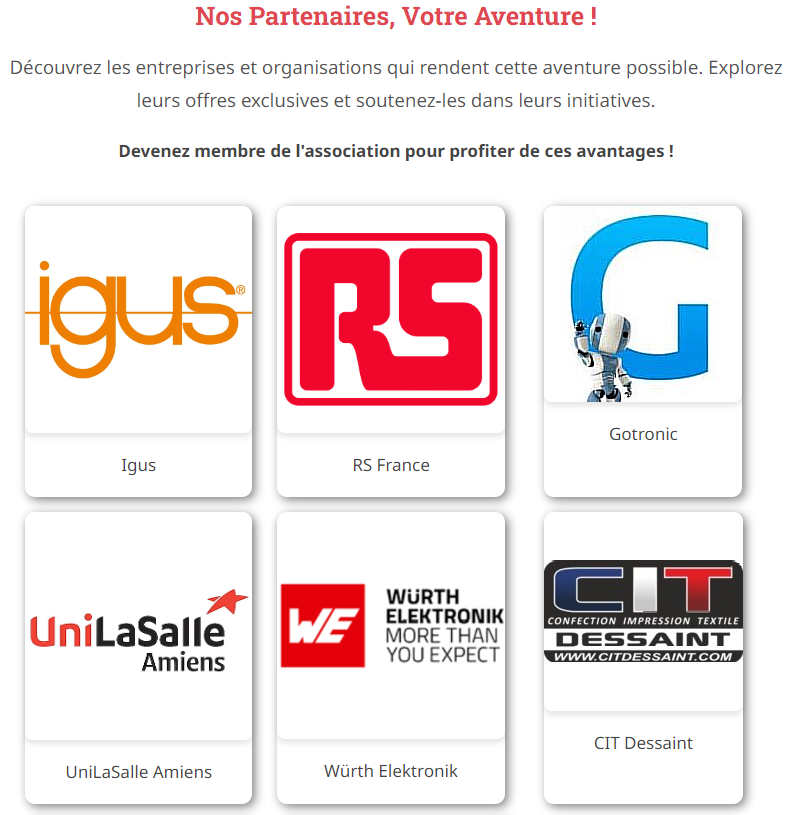 Nos Partenaires, Votre Aventure !
Découvrez les entreprises et organisations qui rendent cette aventure possible. Explorez
leurs offres exclusives et soutenez-les dans leurs initiatives.
Devenez membre de l'association pour profiter de ces avantages !
igus®
RS
G
Igus
RS France
Gotronic
UniLaSalle
Amiens
WE
WÜRTH
ELEKTRONIK
MORE THAN
YOU EXPECT
CIT
CONFECTION IMPRESSION TEXTILE
DESSAINT
WWW.CITDESSAINT.COM
UniLaSalle Amiens
Würth Elektronik
CIT Dessaint